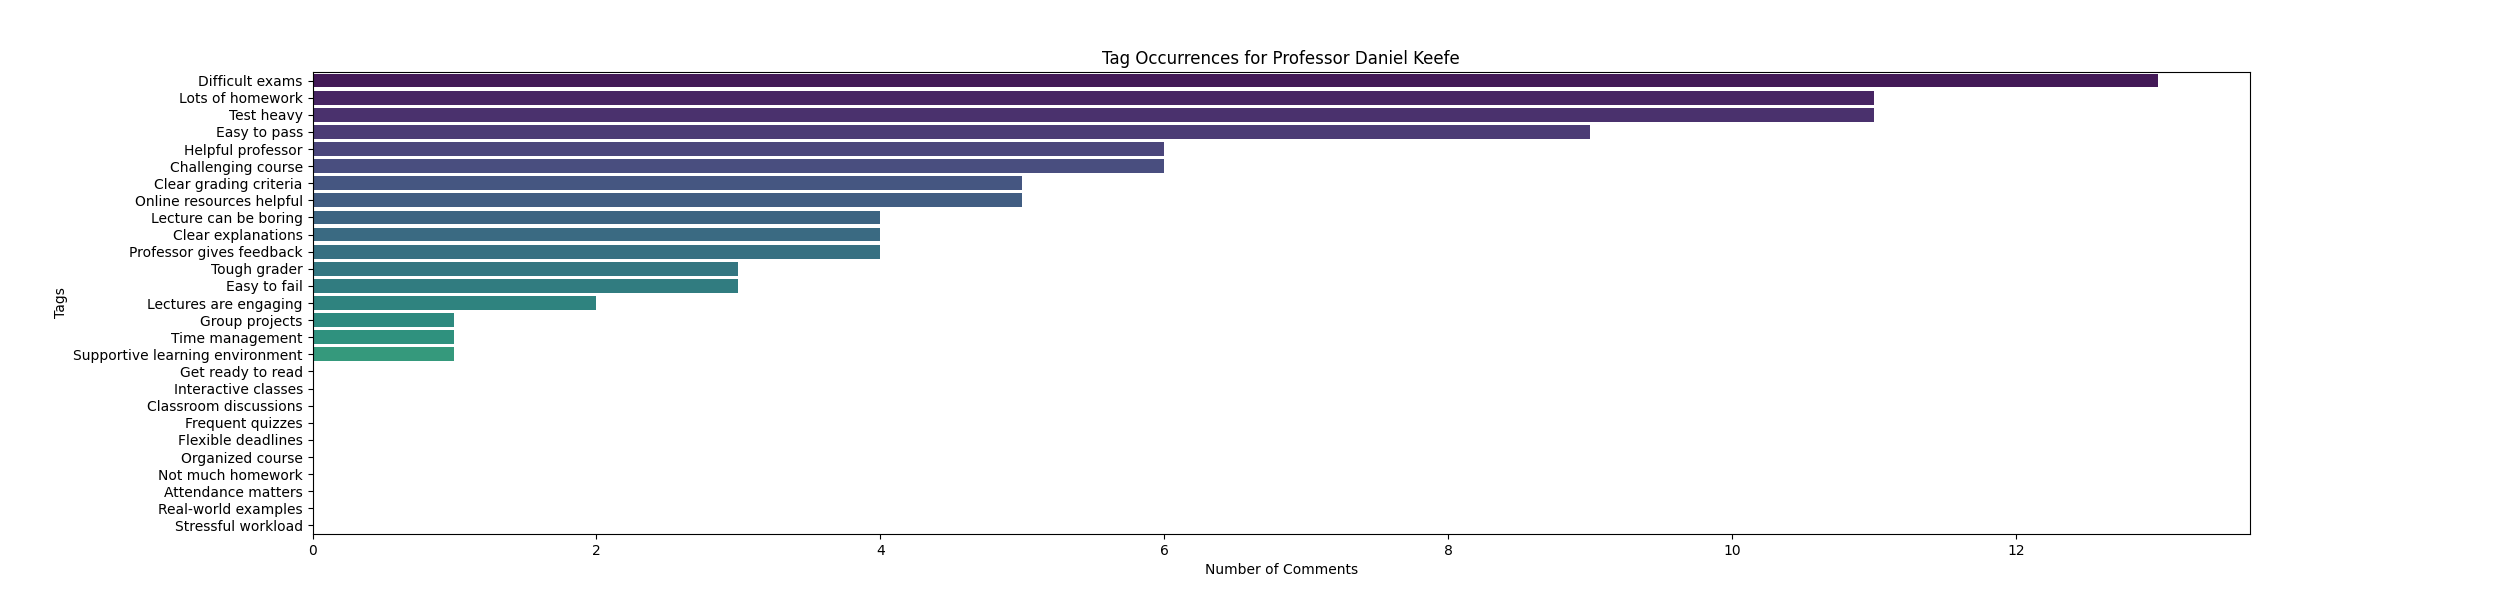 Tag Occurrences for Professor Daniel Keefe
Difficult exams
Lots of homework
Test heavy
Easy to pass
Helpful professor
Challenging course
Clear grading criteria
Online resources helpful
Lecture can be boring
Clear explanations
Professor gives feedback
Tough grader
Easy to fail
Lectures are engaging
Group projects
Time management
Supportive learning environment
Get ready to read
Interactive classes
Classroom discussions
Frequent quizzes
Flexible deadlines
Organized course
Not much homework
Attendance matters
Real-world examples
Stressful workload
Tags
0 2 4 6 8 10 12
Number of Comments